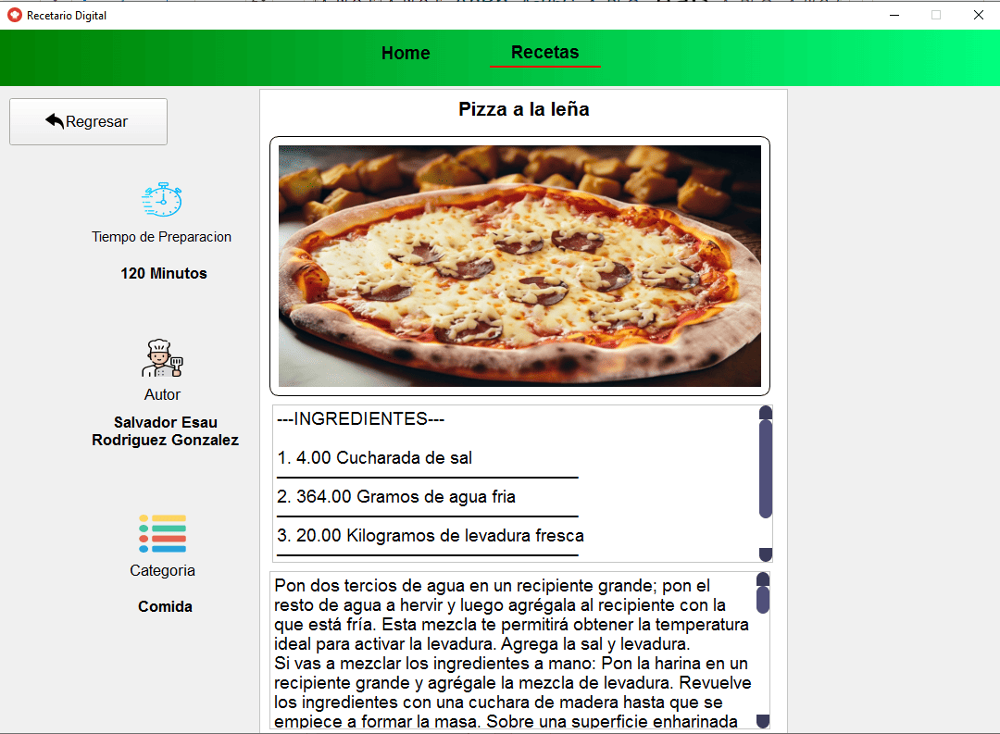 Recetario Digital
Home
Recetas
Regresar
Pizza a la leña
Tiempo de Preparacion
120 Minutos
Autor
Salvador Esau
Rodriguez Gonzalez
Categoria
Comida
---INGREDIENTES---
1. 4.00 Cucharada de sal
2. 364.00 Gramos de agua fria
3. 20.00 Kilogramos de levadura fresca
Pon dos tercios de agua en un recipiente grande; pon el
resto de agua a hervir y luego agrégala al recipiente con la
que está fría. Esta mezcla te permitirá obtener la temperatura
ideal para activar la levadura. Agrega la sal y levadura.
Si vas a mezclar los ingredientes a mano: Pon la harina en un
recipiente grande y agrégale la mezcla de levadura. Revuelve
los ingredientes con una cuchara de madera hasta que se
empiece a formar la masa. Sobre una superficie enharinada